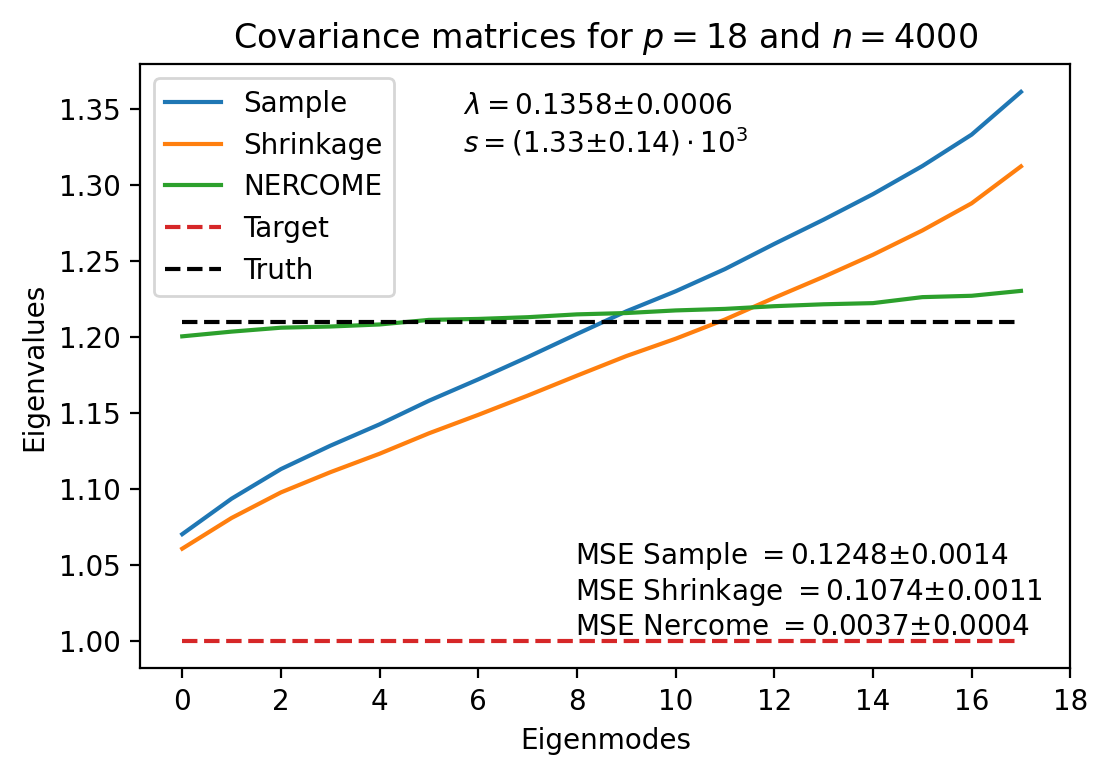 Covariance matrices for p = 18 and n = 4000
Sample
Shrinkage
NERCOME
Target
Truth
λ = 0.1358±0.0006
s = (1.33±0.14) · 10³
1.35
1.30
1.25
1.20
1.15
1.10
1.05
1.00
Eigenvalues
MSE Sample = 0.1248±0.0014
MSE Shrinkage = 0.1074±0.0011
MSE Nercome = 0.0037±0.0004
0 2 4 6 8 10 12 14 16 18
Eigenmodes